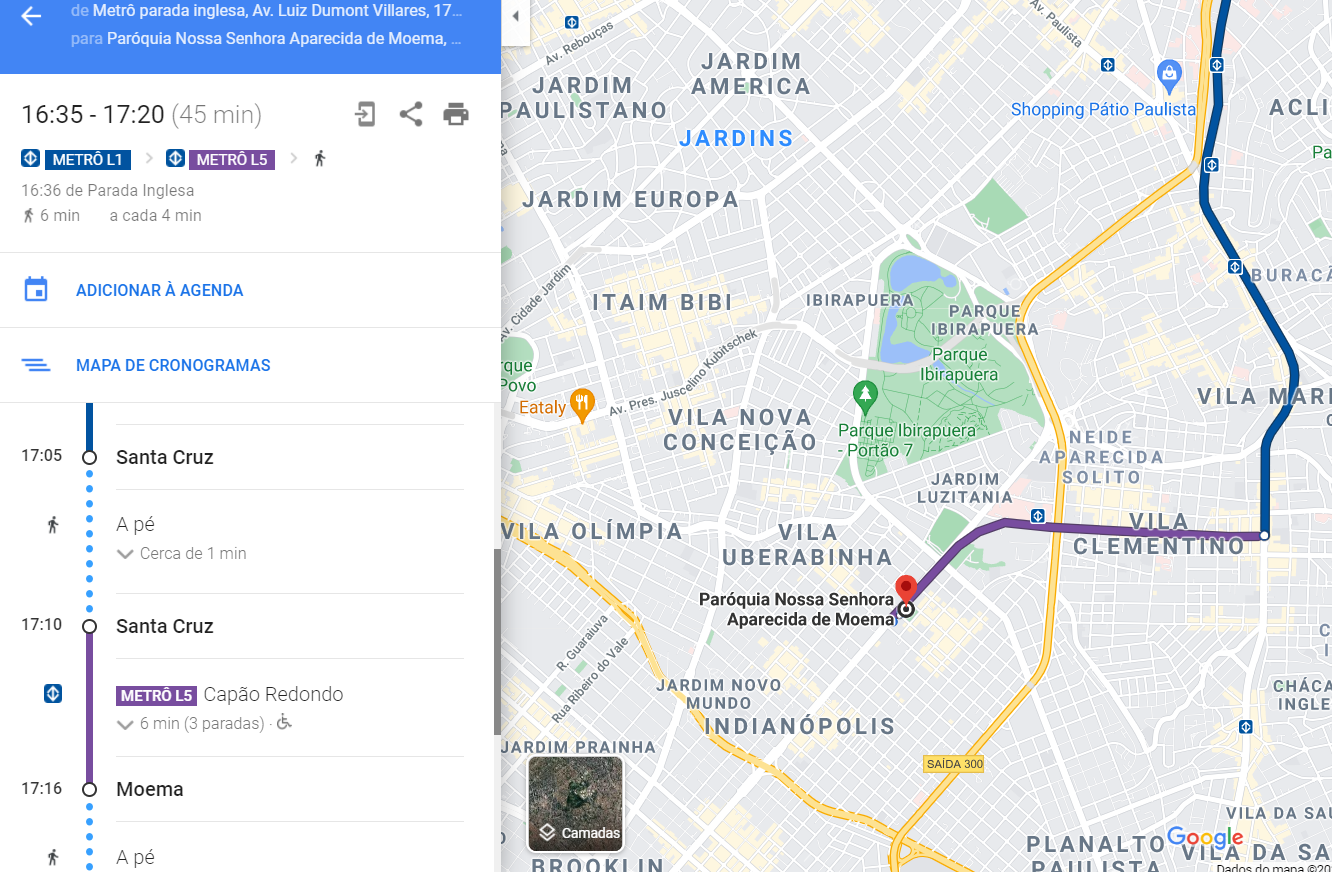 de Metrô parada inglesa, Av. Luiz Dumont Villares, 17...
para Paróquia Nossa Senhora Aparecida de Moema, ...
16:35 - 17:20 (45 min)
METRÔ L1 METRÔ L5
16:36 de Parada Inglesa
6 min a cada 4 min
ADICIONAR À AGENDA
MAPA DE CRONOGRAMAS
17:05 Santa Cruz
A pé
Cerca de 1 min
17:10 Santa Cruz
METRÔ L5 Capão Redondo
6 min (3 paradas) ·
17:16 Moema
A pé
Av. Rebouças
Av. Paulista
JARDIM
AMERICA
JARDIM
PAULISTANO
JARDINS
Shopping Pátio Paulista
ACLI
Pa
JARDIM EUROPA
BURACÃ
Av. Cidade Jardim
ITAIM BIBI
IBIRAPUERA
PARQUE
IBIRAPUERA
Parque
Ibirapuera
rque
Povo
Av. Pres. Juscelino Kubitschek
Eataly
VILA NOVA
CONCEIÇÃO
Parque Ibirapuera
- Portão 7
VILA MARI
NEIDE
APARECIDA
SOLITO
JARDIM
LUZITANIA
VILA OLÍMPIA
VILA
UBERABINHA
VILA
CLEMENTINO
Paróquia Nossa Senhora
Aparecida de Moema
R. Guaraiuva
Rua Ribeiro do Vale
JARDIM NOVO
MUNDO
INDIANÓPOLIS
CHÁCA
INGLE
JARDIM PRAINHA
SAÍDA 300
Camadas
BROOKLIN
VILA DA SAÚ
PLANALTO
PAULISTA
Google
VILA DA SA
Dados do mapa ©20